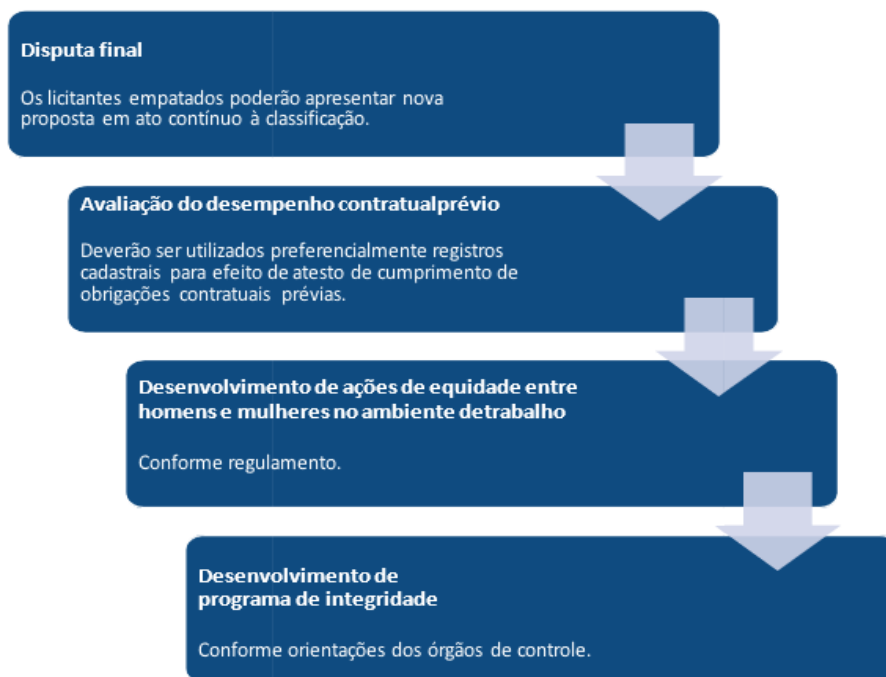 Disputa final
Os licitantes empatados poderão apresentar nova
proposta em ato contínuo à classificação.
Avaliação do desempenho contratualprévio
Deverão ser utilizados preferencialmente registros
cadastrais para efeito de atesto de cumprimento de
obrigações contratuais prévias.
Desenvolvimento de ações de equidade entre
homens e mulheres no ambiente detrabalho
Conforme regulamento.
Desenvolvimento de
programa de integridade
Conforme orientações dos órgãos de controle.